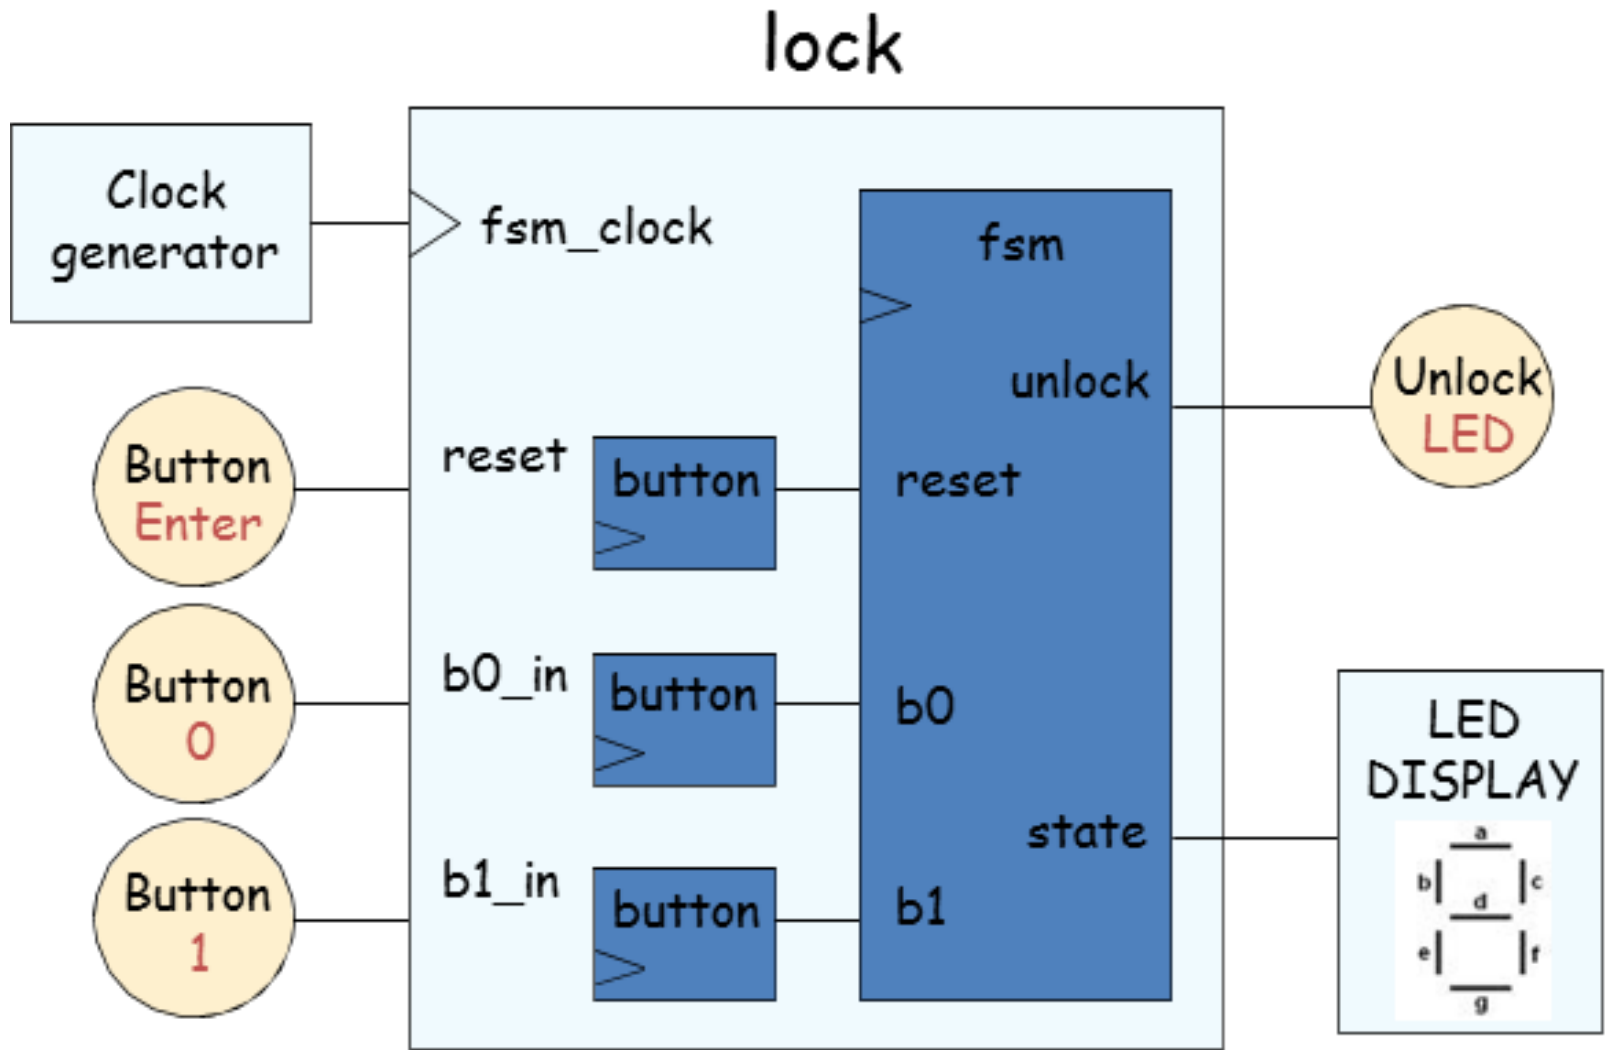 lock
Clock
generator
fsm_clock
fsm
unlock
Unlock
LED
Button
Enter
reset
button
reset
Button
0
b0_in
button
b0
LED
DISPLAY
a
b
c
d
e
f
g
state
Button
1
b1_in
button
b1